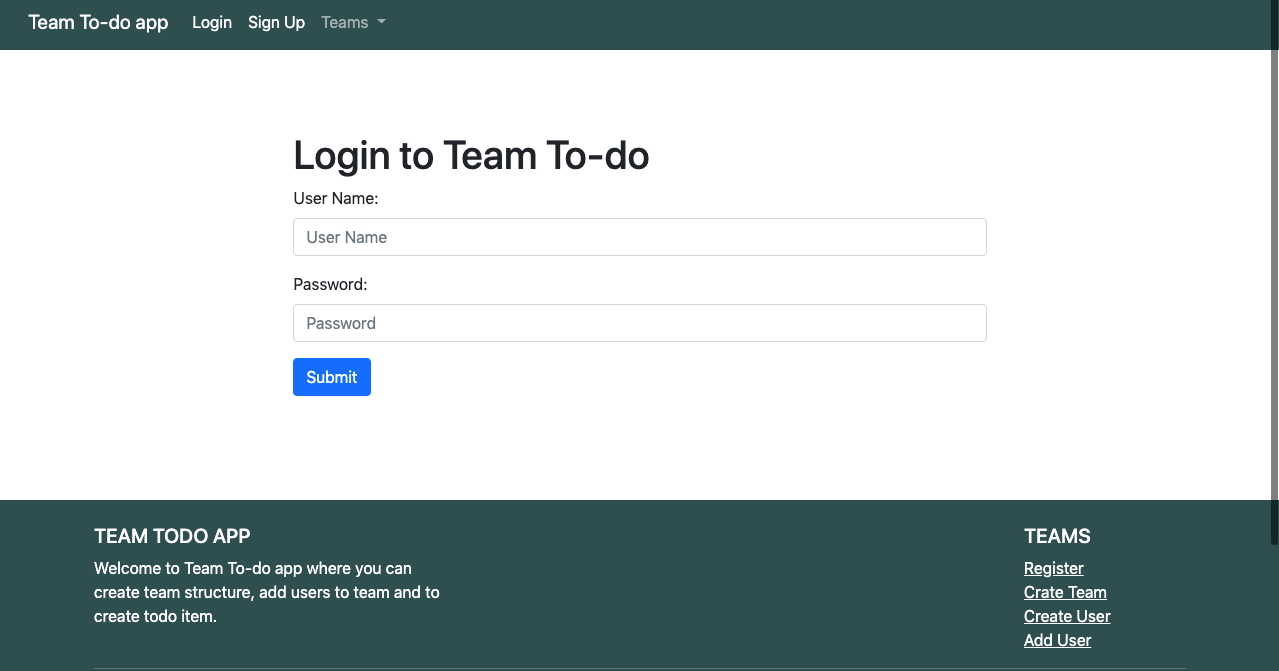 Team To-do app Login Sign Up Teams
Login to Team To-do
User Name:
User Name
Password:
Password
Submit
TEAM TODO APP
Welcome to Team To-do app where you can
create team structure, add users to team and to
create todo item.
TEAMS
Register
Crate Team
Create User
Add User